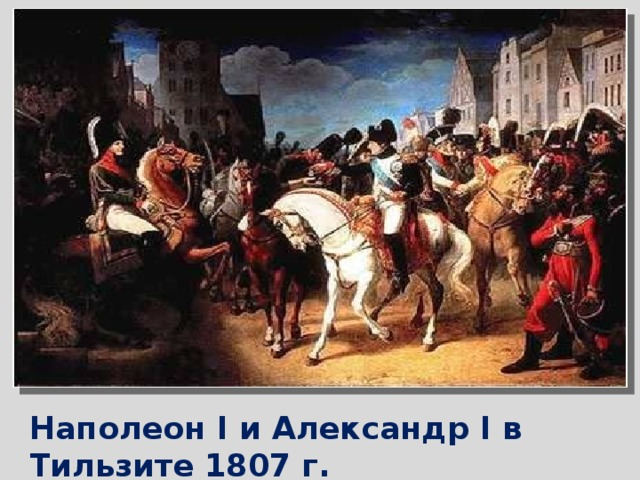 Наполеон I и Александр I в
Тильзите 1807 г.